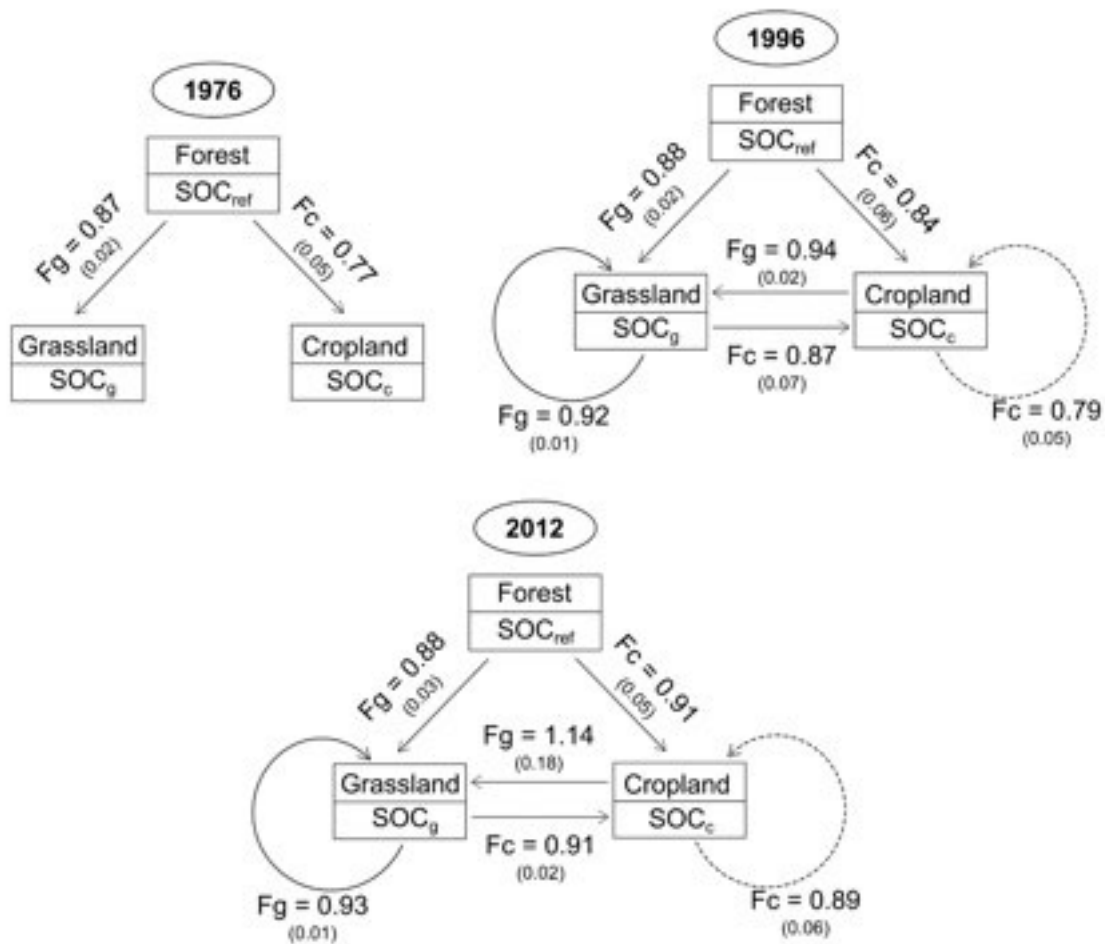 1976
Forest
SOCref
Fg = 0.87
(0.02)
Fc = 0.77
(0.05)
Grassland
SOCg
Cropland
SOCc
1996
Forest
SOCref
Fg = 0.88
(0.02)
Fc = 0.84
(0.06)
Fg = 0.94
(0.02)
Grassland
SOCg
Cropland
SOCc
Fc = 0.87
(0.07)
Fg = 0.92
(0.01)
Fc = 0.79
(0.05)
2012
Forest
SOCref
Fg = 0.88
(0.03)
Fc = 0.91
(0.05)
Fg = 1.14
(0.18)
Grassland
SOCg
Cropland
SOCc
Fc = 0.91
(0.02)
Fg = 0.93
(0.01)
Fc = 0.89
(0.06)